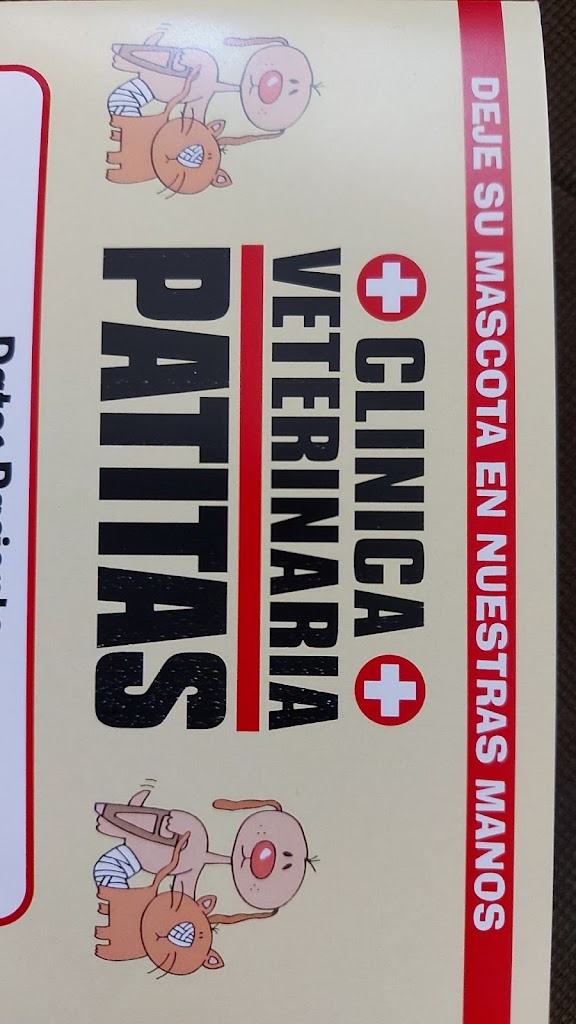 DEJE SU MASCOTA EN NUESTRAS MANOS
CLINICA
VETERINARIA
PATITAS